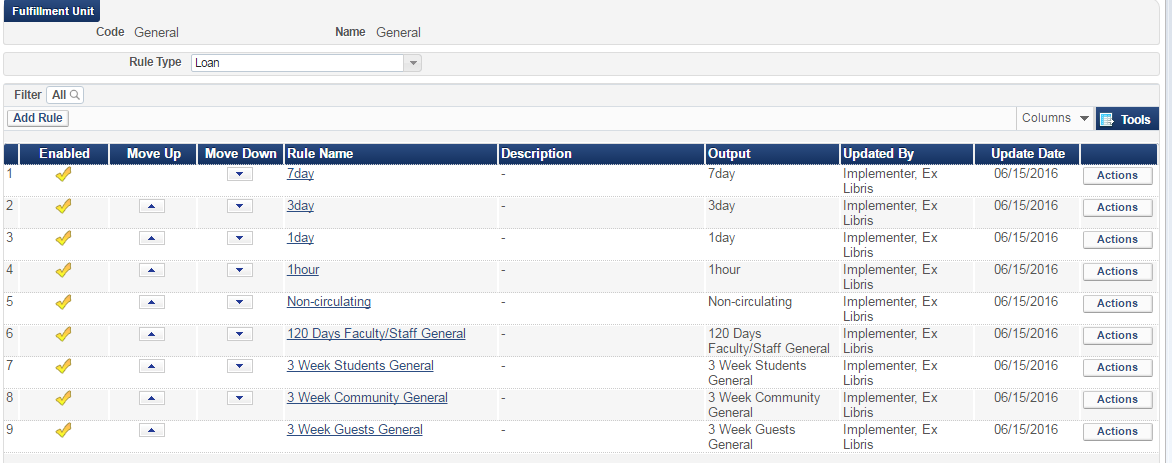 Fulfillment Unit
Code General Name General
Rule Type Loan
Filter All
Add Rule Columns Tools
Enabled Move Up Move Down Rule Name Description Output Updated By Update Date
1 7day - 7day Implementer, Ex 06/15/2016 Actions
Libris
2 3day - 3day Implementer, Ex 06/15/2016 Actions
Libris
3 1day - 1day Implementer, Ex 06/15/2016 Actions
Libris
4 1hour - 1hour Implementer, Ex 06/15/2016 Actions
Libris
5 Non-circulating - Non-circulating Implementer, Ex 06/15/2016 Actions
Libris
6 120 Days Faculty/Staff General - 120 Days Implementer, Ex 06/15/2016 Actions
Faculty/Staff General Libris
7 3 Week Students General - 3 Week Students Implementer, Ex 06/15/2016 Actions
General Libris
8 3 Week Community General - 3 Week Community Implementer, Ex 06/15/2016 Actions
General Libris
9 3 Week Guests General - 3 Week Guests Implementer, Ex 06/15/2016 Actions
General Libris